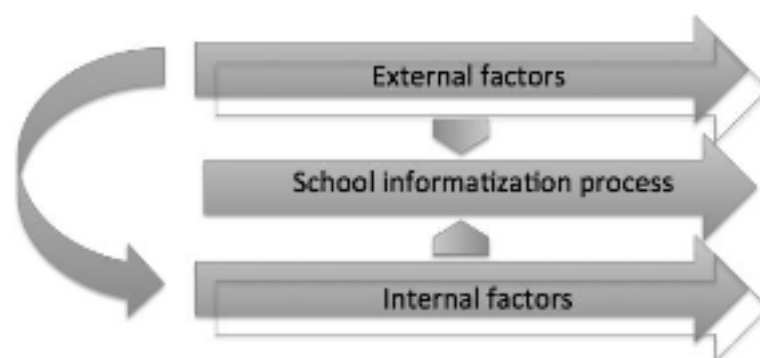 External factors
School informatization process
Internal factors